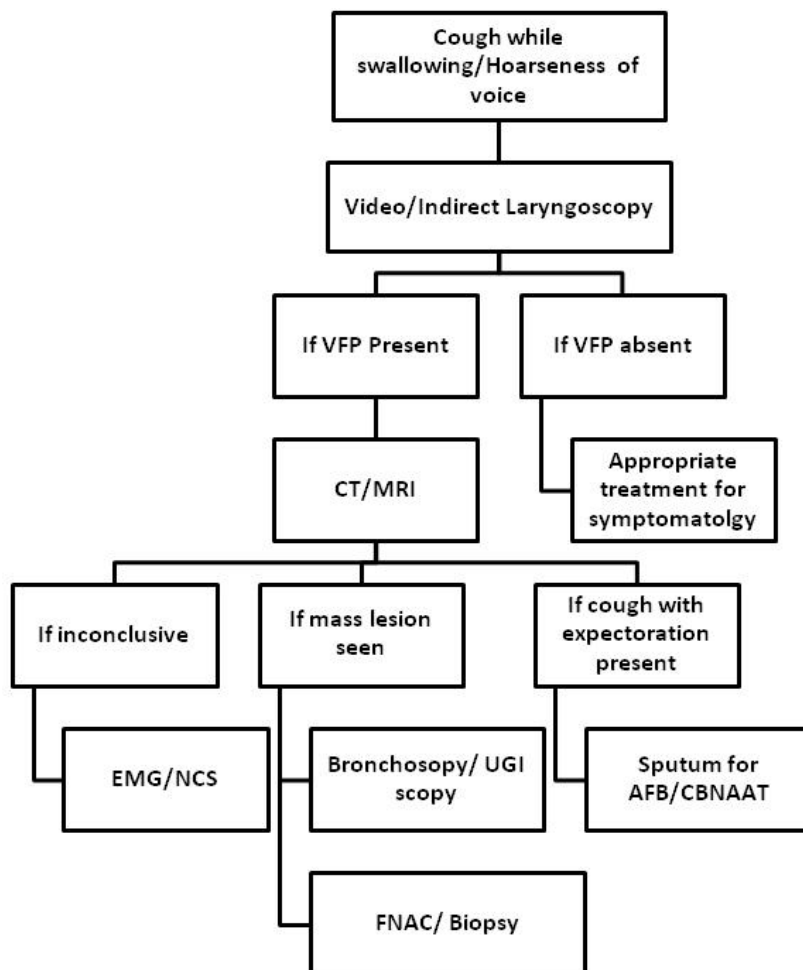 Cough while
swallowing/Hoarseness of
voice
Video/Indirect Laryngoscopy
If VFP Present
If VFP absent
CT/MRI
Appropriate
treatment for
symptomatolgy
If inconclusive
If mass lesion
seen
If cough with
expectoration
present
EMG/NCS
Bronchosopy/ UGI
scopy
Sputum for
AFB/CBNAAT
FNAC/ Biopsy